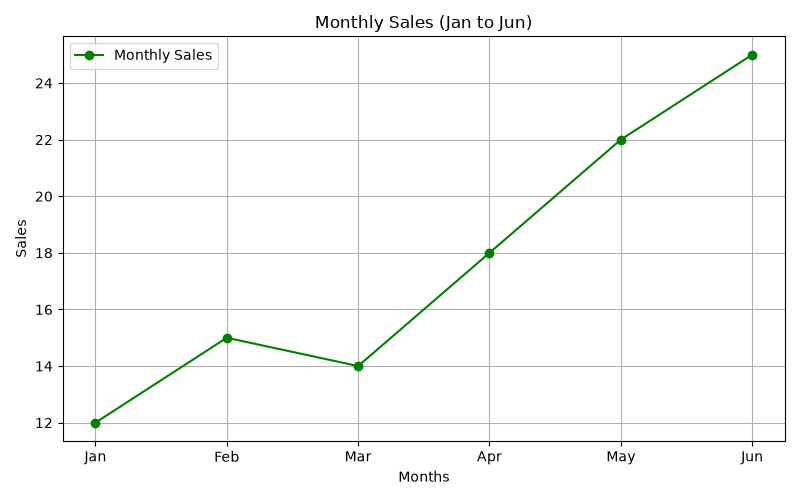 Monthly Sales (Jan to Jun)
Monthly Sales
24
22
20
18
16
14
12
Sales
Jan Feb Mar Apr May Jun
Months